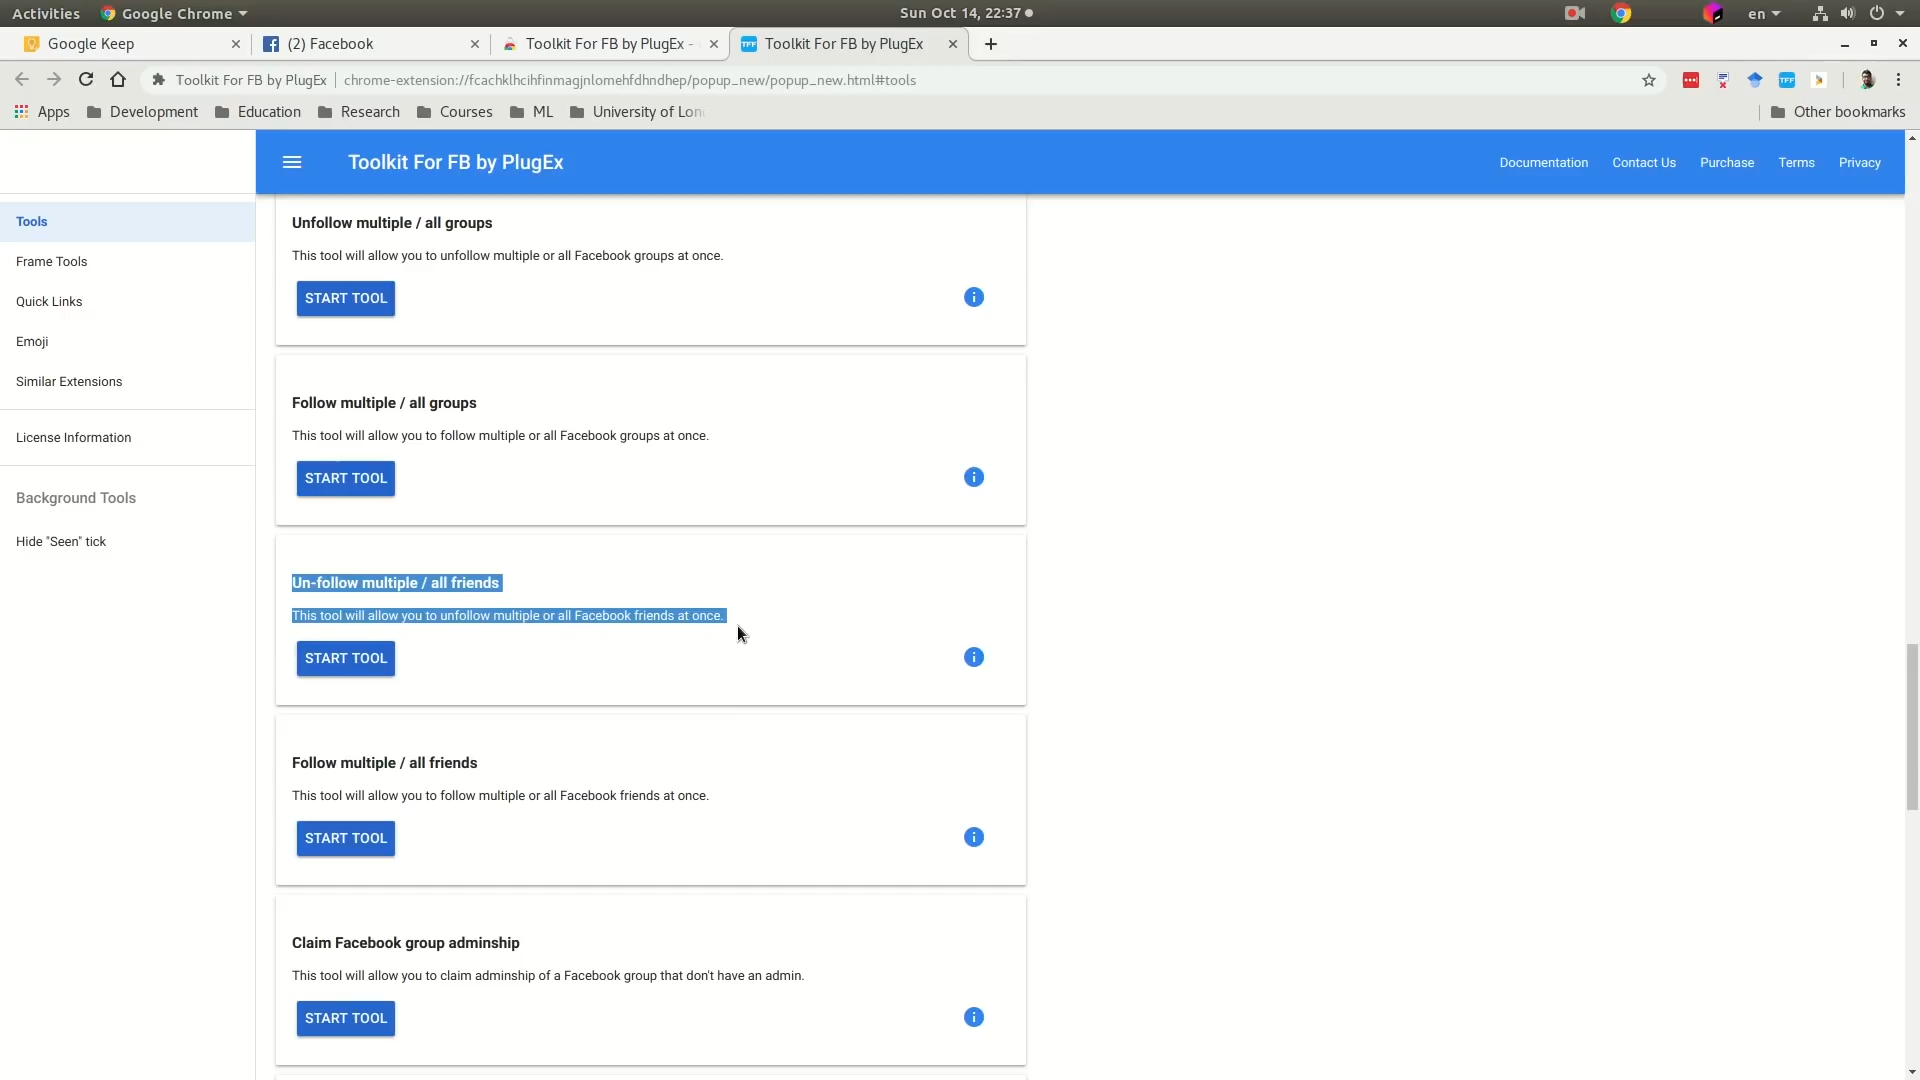 Activities Google Chrome Sun Oct 14, 22:37 en
Google Keep (2) Facebook Toolkit For FB by PlugEx - Toolkit For FB by PlugEx
Toolkit For FB by PlugEx chrome-extension://fcachklhcihfinmagjnlomehfdhndhep/popup_new/popup_new.html#tools TFF
Apps Development Education Research Courses ML University of Lon Other bookmarks
Toolkit For FB by PlugEx Documentation Contact Us Purchase Terms Privacy
Tools
Frame Tools
Quick Links
Emoji
Similar Extensions
License Information
Background Tools
Hide "Seen" tick
Unfollow multiple / all groups
This tool will allow you to unfollow multiple or all Facebook groups at once.
START TOOL
Follow multiple / all groups
This tool will allow you to follow multiple or all Facebook groups at once.
START TOOL
Un-follow multiple / all friends
This tool will allow you to unfollow multiple or all Facebook friends at once.
START TOOL
Follow multiple / all friends
This tool will allow you to follow multiple or all Facebook friends at once.
START TOOL
Claim Facebook group adminship
This tool will allow you to claim adminship of a Facebook group that don't have an admin.
START TOOL